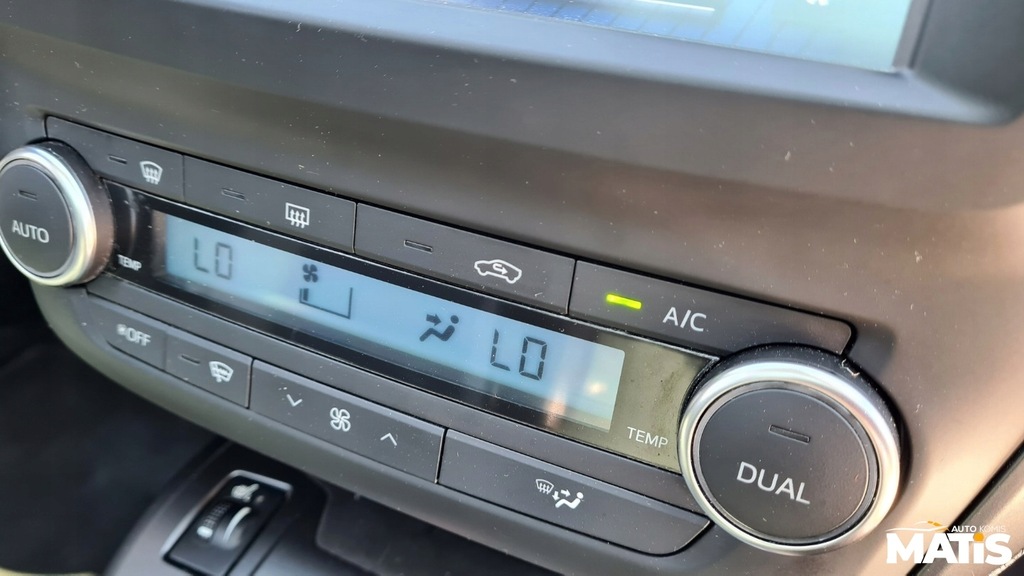 AUTO
TEMP
LO
LO
A/C
TEMP
OFF
DUAL
AUTO KOMIS
MATIS